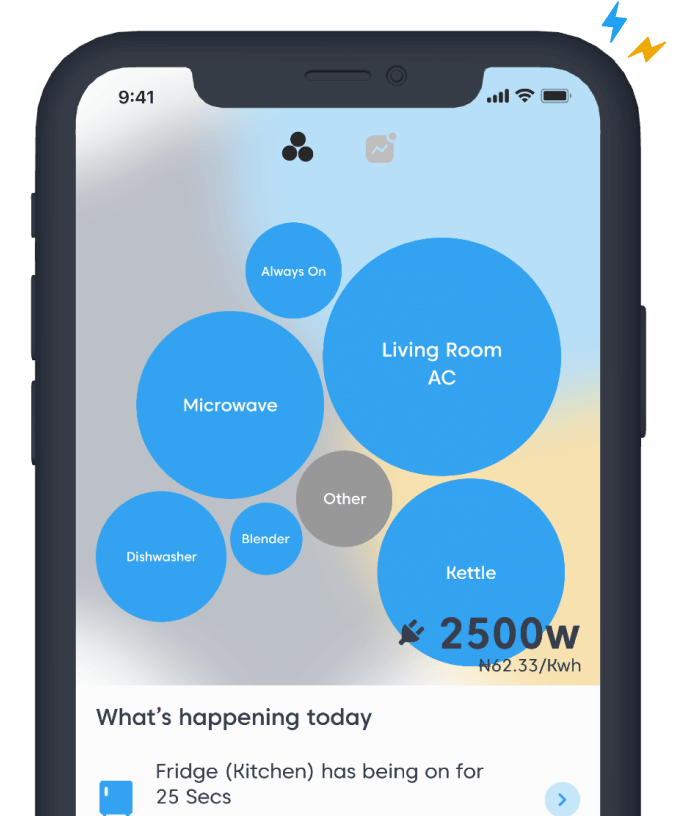 9:41
Always On
Living Room
AC
Microwave
Other
Blender
Dishwasher
Kettle
2500w
₦62.33/Kwh
What’s happening today
Fridge (Kitchen) has being on for
25 Secs